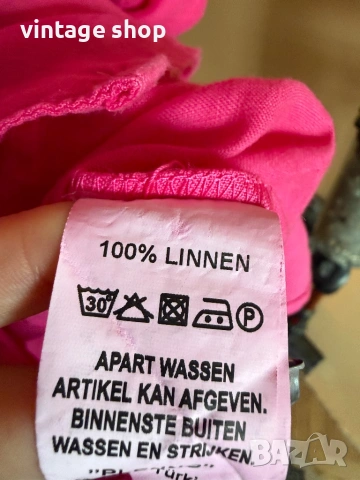 vintage shop
100% LINNEN
30° P
APART WASSEN
ARTIKEL KAN AFGEVEN.
BINNENSTE BUITEN
WASSEN EN STRIJKEN.
BAZAR